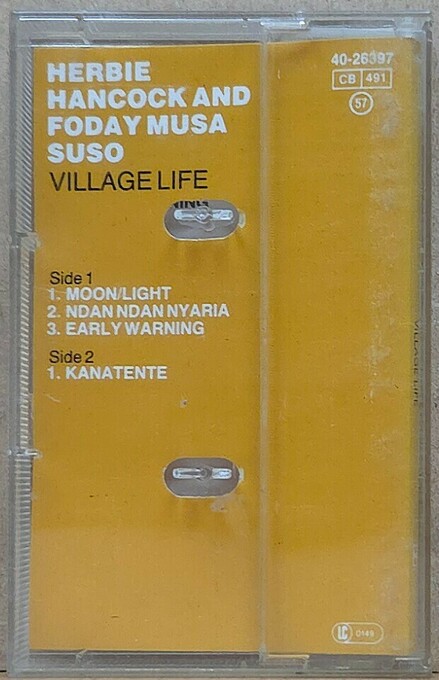 HERBIE
HANCOCK AND
FODAY MUSA
SUSO
VILLAGE LIFE
40-26397
CB 491
57
Side 1
1. MOON/LIGHT
2. NDAN NDAN NYARIA
3. EARLY WARNING
Side 2
1. KANATENTE
VILLAGE LIFE
LC 0149